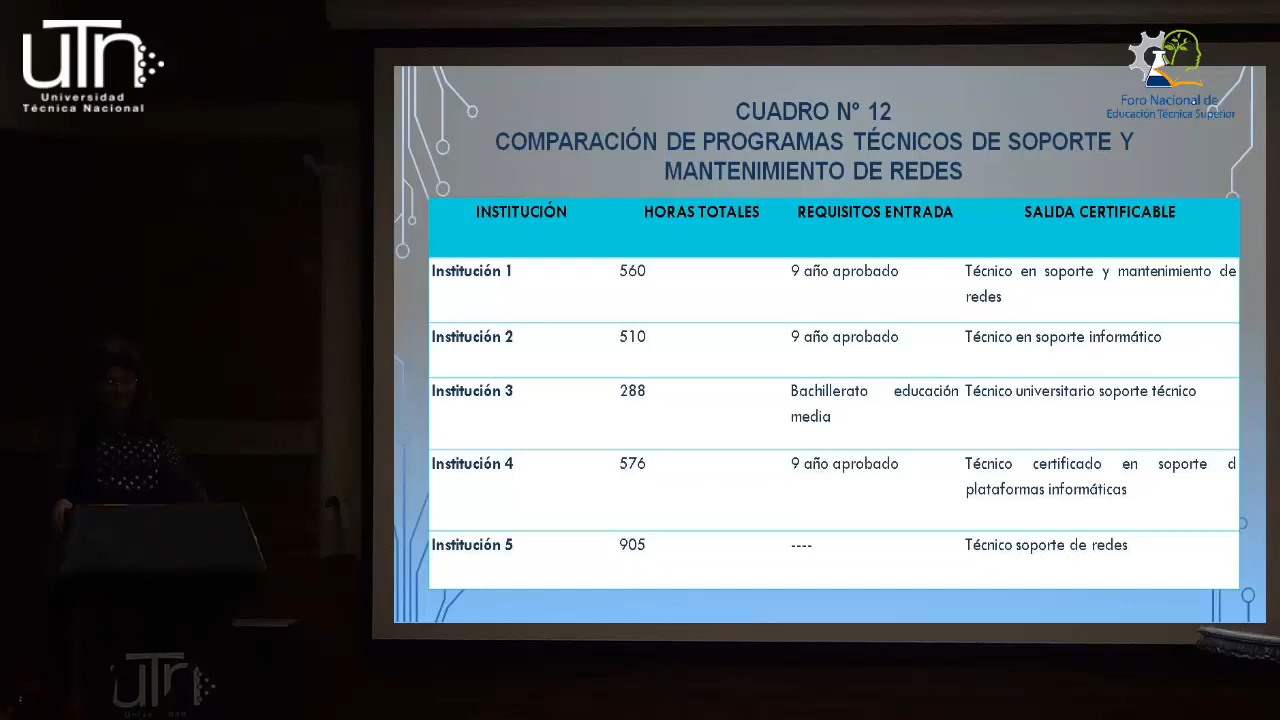 UTN
Universidad
Técnica Nacional
Foro Nacional de
Educación Técnica Superior
CUADRO N° 12
COMPARACIÓN DE PROGRAMAS TÉCNICOS DE SOPORTE Y
MANTENIMIENTO DE REDES
INSTITUCIÓN HORAS TOTALES REQUISITOS ENTRADA SALIDA CERTIFICABLE
Institución 1 560 9 año aprobado Técnico en soporte y mantenimiento de
redes
Institución 2 510 9 año aprobado Técnico en soporte informático
Institución 3 288 Bachillerato educación Técnico universitario soporte técnico
media
Institución 4 576 9 año aprobado Técnico certificado en soporte d
plataformas informáticas
Institución 5 905 ---- Técnico soporte de redes
UTN